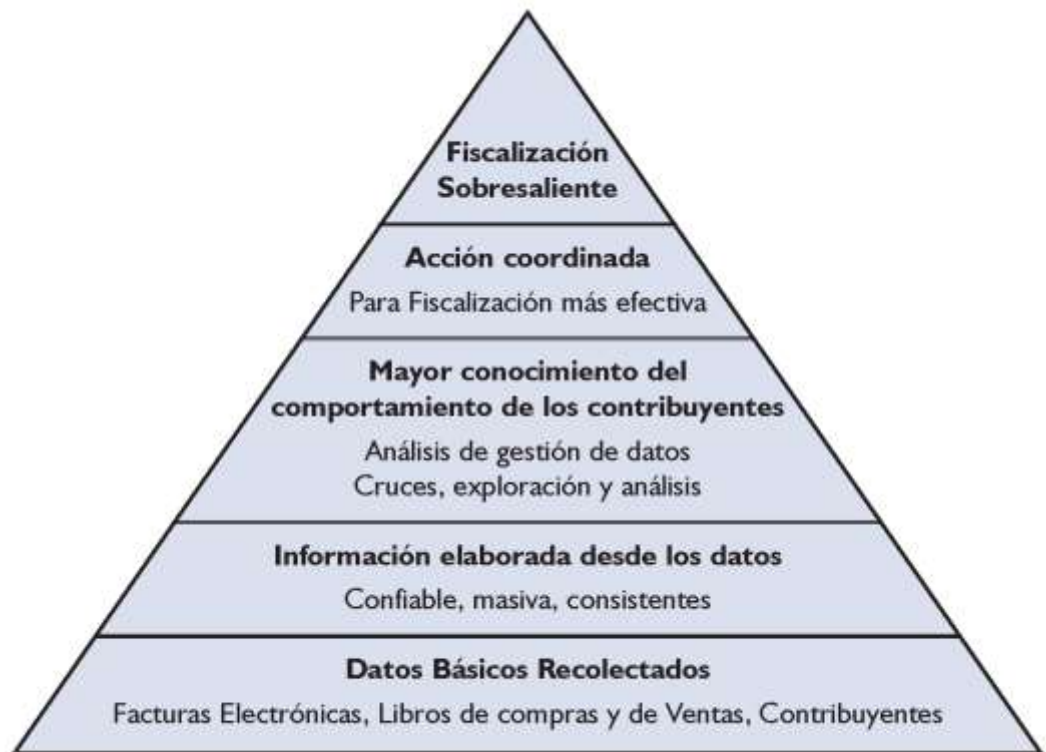 Fiscalización
Sobresaliente
Acción coordinada
Para Fiscalización más efectiva
Mayor conocimiento del
comportamiento de los contribuyentes
Análisis de gestión de datos
Cruces, exploración y análisis
Información elaborada desde los datos
Confiable, masiva, consistentes
Datos Básicos Recolectados
Facturas Electrónicas, Libros de compras y de Ventas, Contribuyentes